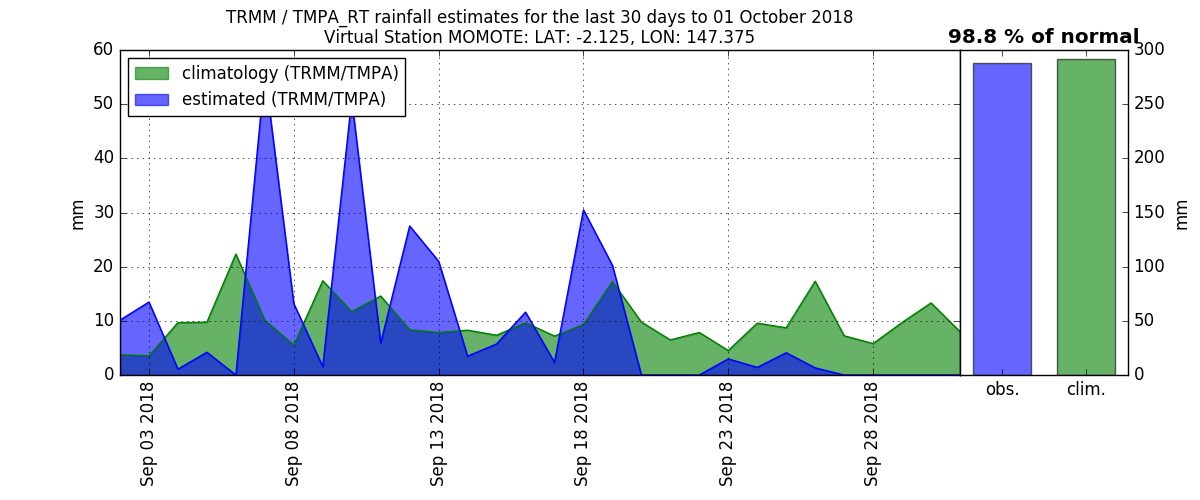 TRMM / TMPA_RT rainfall estimates for the last 30 days to 01 October 2018
Virtual Station MOMOTE: LAT: -2.125, LON: 147.375
98.8 % of normal
climatology (TRMM/TMPA)
estimated (TRMM/TMPA)
60
50
40
30
20
10
0
mm
Sep 03 2018
Sep 08 2018
Sep 13 2018
Sep 18 2018
Sep 23 2018
Sep 28 2018
300
250
200
150
100
50
0
mm
obs.
clim.